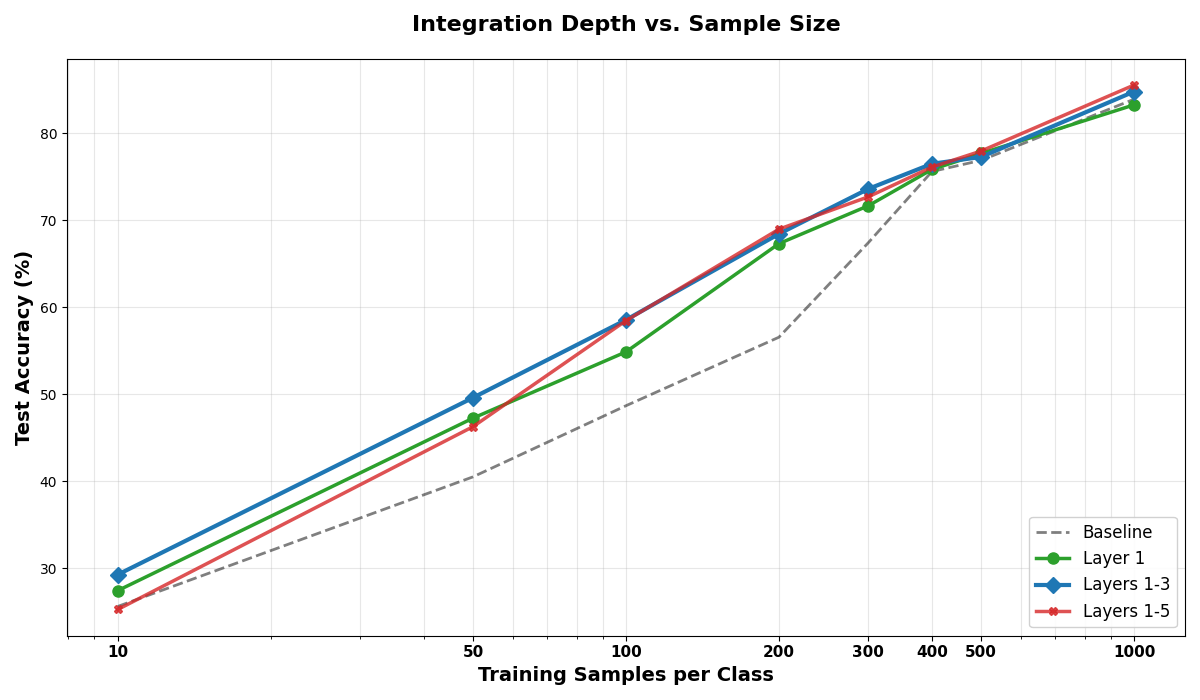 Integration Depth vs. Sample Size
Test Accuracy (%)
80
70
60
50
40
30
Baseline
Layer 1
Layers 1-3
Layers 1-5
10 50 100 200 300 400 500 1000
Training Samples per Class